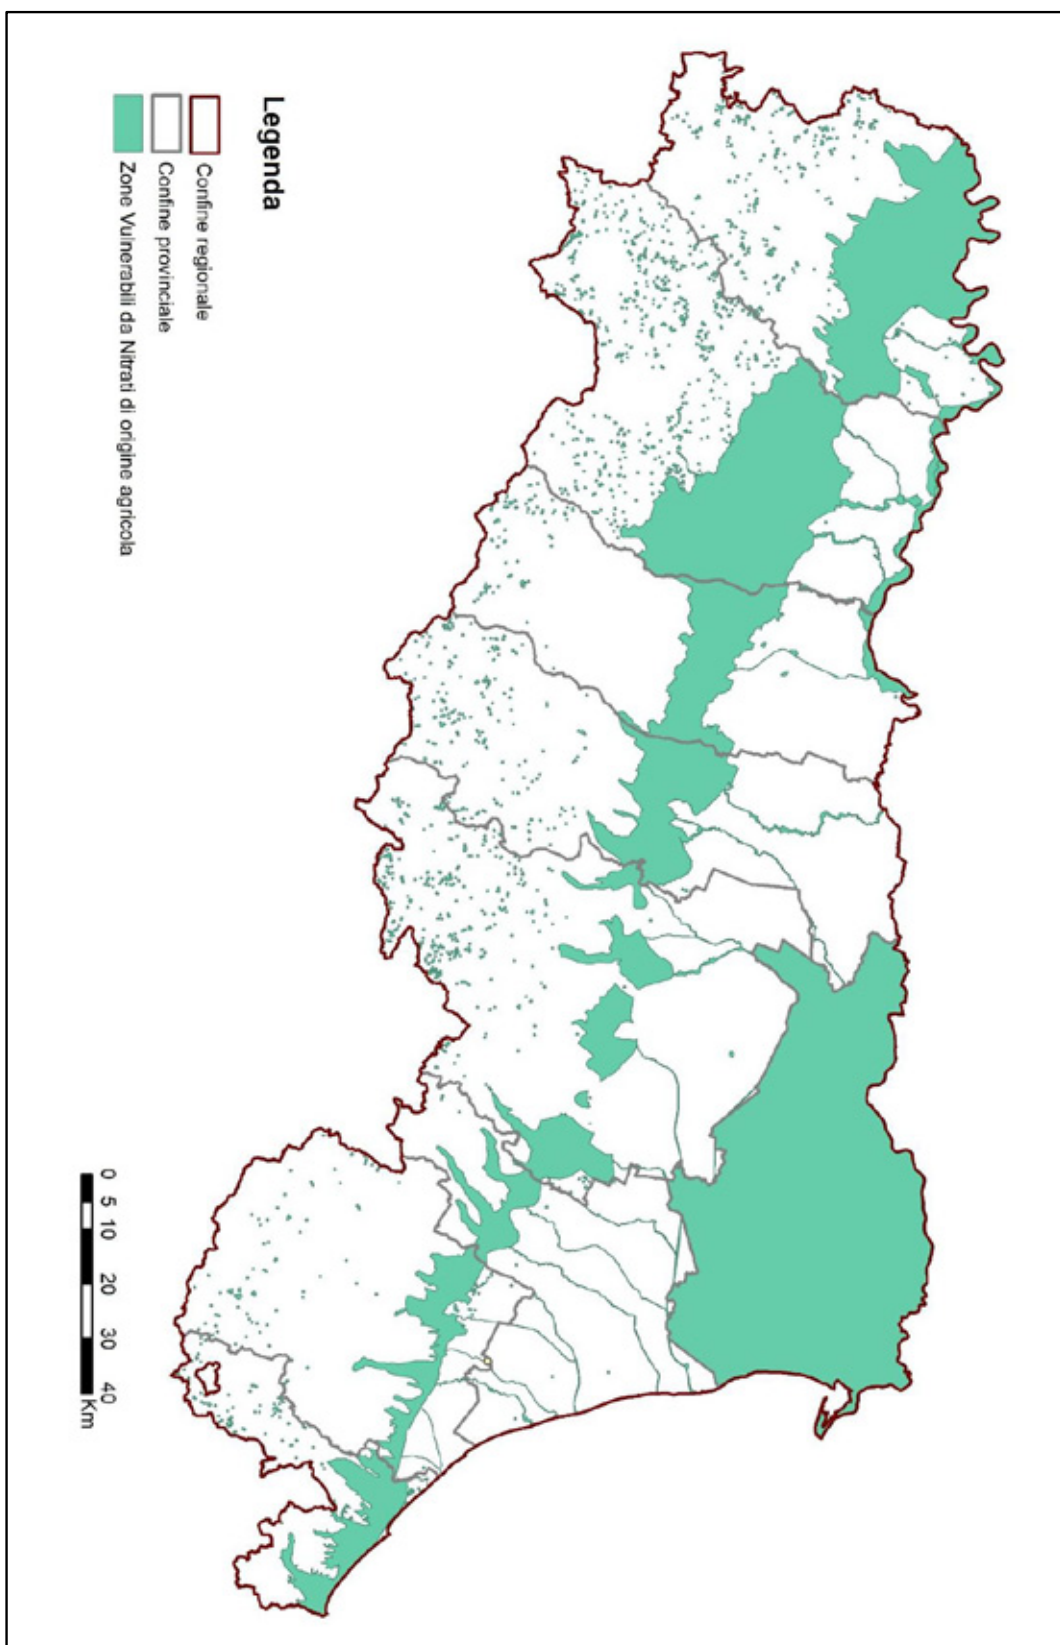 Legenda
Confine regionale
Confine provinciale
Zone Vulnerabili da Nitrati di origine agricola
0 5 10 20 30 40
Km